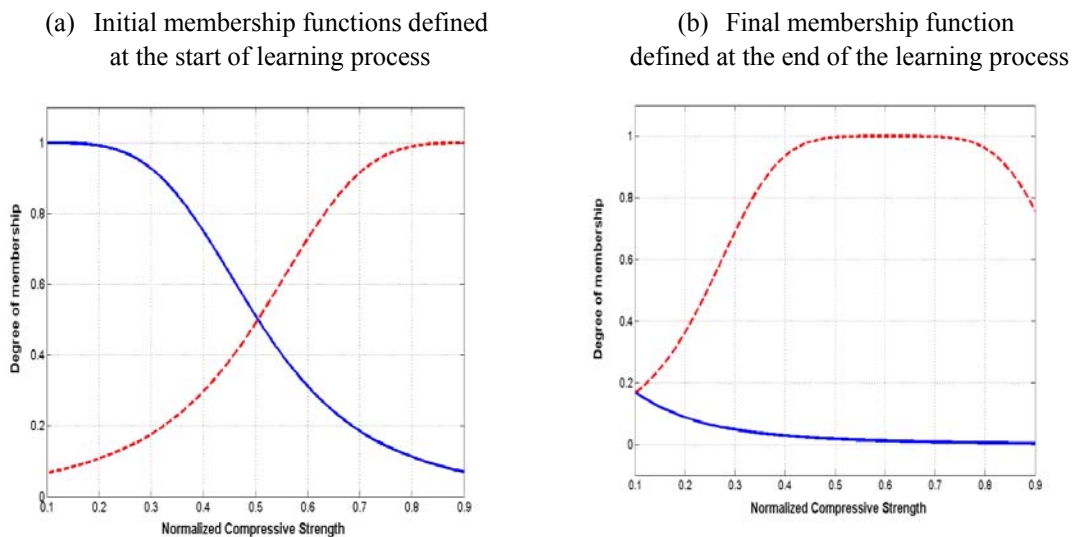 (a) Initial membership functions defined
at the start of learning process
(b) Final membership function
defined at the end of the learning process
Degree of membership
1
0.8
0.6
0.4
0.2
0
0.1 0.2 0.3 0.4 0.5 0.6 0.7 0.8 0.9
Normalized Compressive Strength
Degree of membership
1
0.8
0.6
0.4
0.2
0
0.1 0.2 0.3 0.4 0.5 0.6 0.7 0.8 0.9
Normalized Compressive Strength